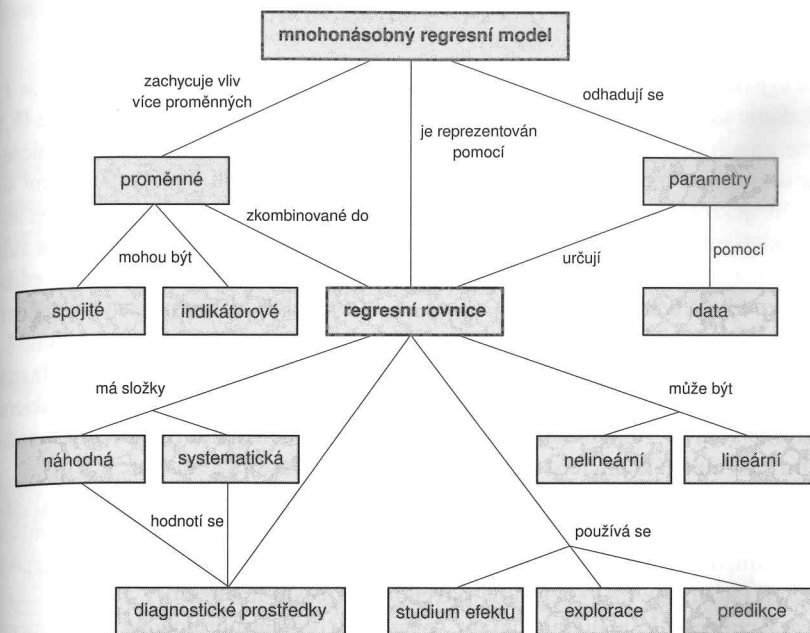 mnohonásobný regresní model
zachycuje vliv
více proměnných
odhadují se
je reprezentován
pomocí
proměnné
parametry
zkombinované do
mohou být
určují
pomocí
spojité
indikátorové
regresní rovnice
data
má složky
může být
náhodná
systematická
nelineární
lineární
hodnotí se
používá se
diagnostické prostředky
studium efektu
explorace
predikce